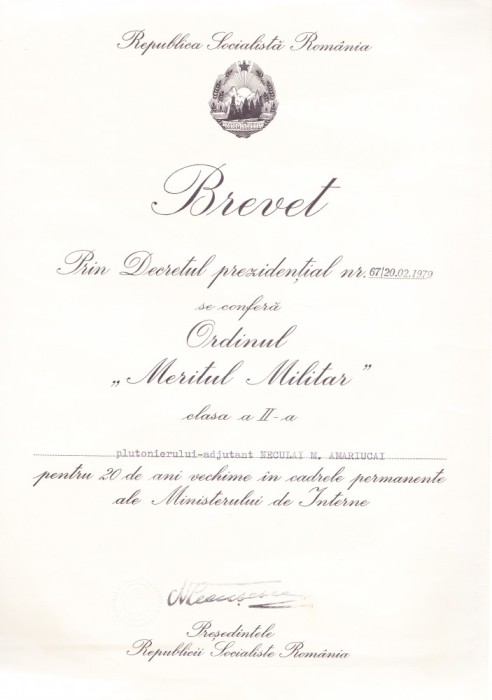 Republica Socialistă România
Brevet
Prin Decretul prezidențial nr. 67/20.02.1979
se conferă
Ordinul
„Meritul Militar”
clasa a II-a
plutonierului-adjutant NECULAI M. AMARIUCAI
pentru 20 de ani vechime în cadrele permanente
ale Ministerului de Interne
N Ceaușescu
Președintele
Republicii Socialiste România